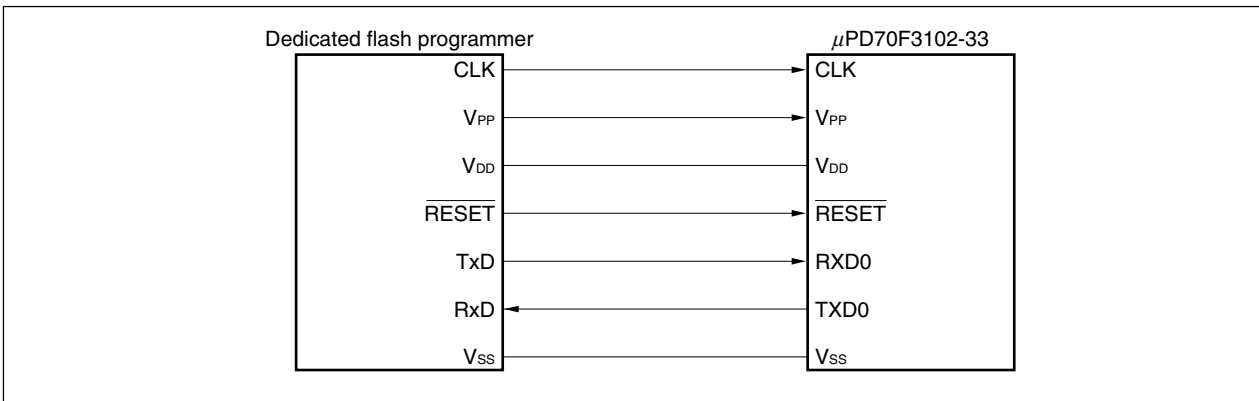 Dedicated flash programmer μPD70F3102-33
CLK CLK
VPP VPP
VDD VDD
RESET RESET
TxD RXD0
RxD TXD0
VSS VSS